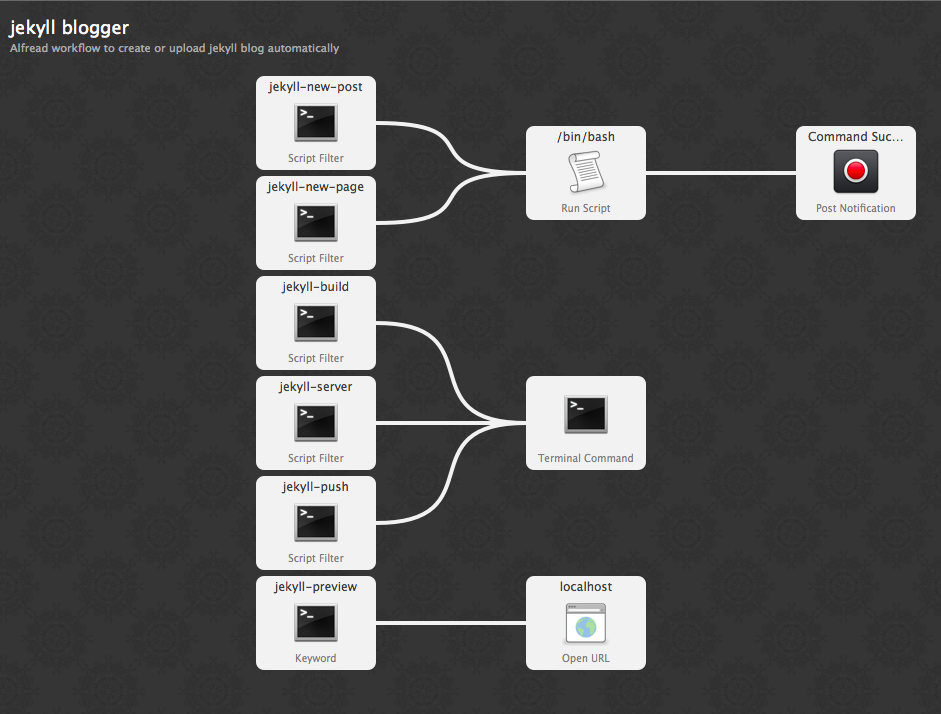 jekyll blogger
Alfread workflow to create or upload jekyll blog automatically
jekyll-new-post
>_
Script Filter
jekyll-new-page
>_
Script Filter
jekyll-build
>_
Script Filter
jekyll-server
>_
Script Filter
jekyll-push
>_
Script Filter
jekyll-preview
>_
Keyword
/bin/bash
Run Script
>_
Terminal Command
localhost
Open URL
Command Suc...
Post Notification